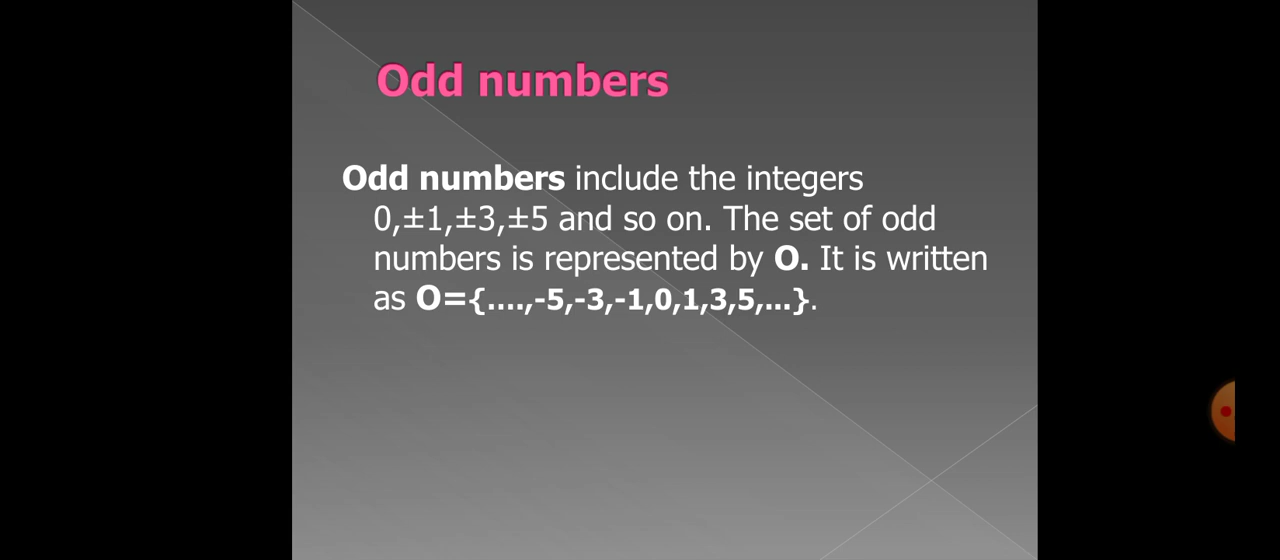 Odd numbers
Odd numbers include the integers
0,±1,±3,±5 and so on. The set of odd
numbers is represented by O. It is written
as O={....,-5,-3,-1,0,1,3,5,...}.